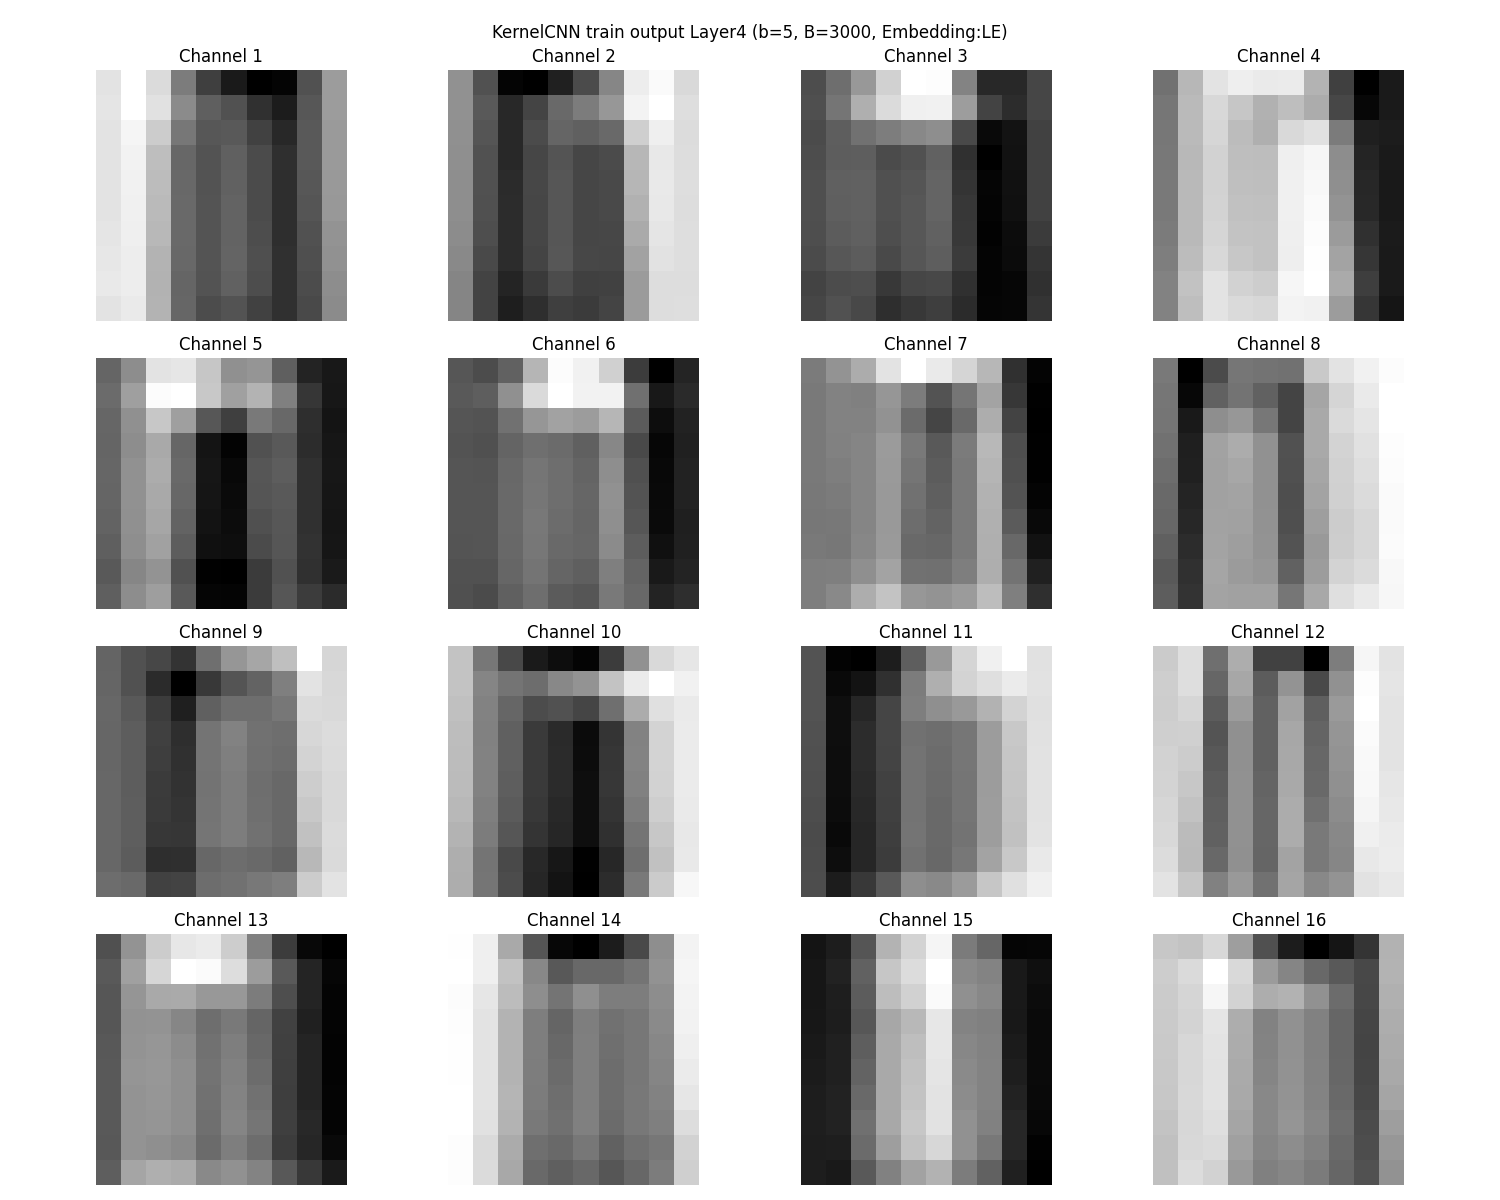 KernelCNN train output Layer4 (b=5, B=3000, Embedding:LE)
Channel 1 Channel 2 Channel 3 Channel 4
Channel 5 Channel 6 Channel 7 Channel 8
Channel 9 Channel 10 Channel 11 Channel 12
Channel 13 Channel 14 Channel 15 Channel 16